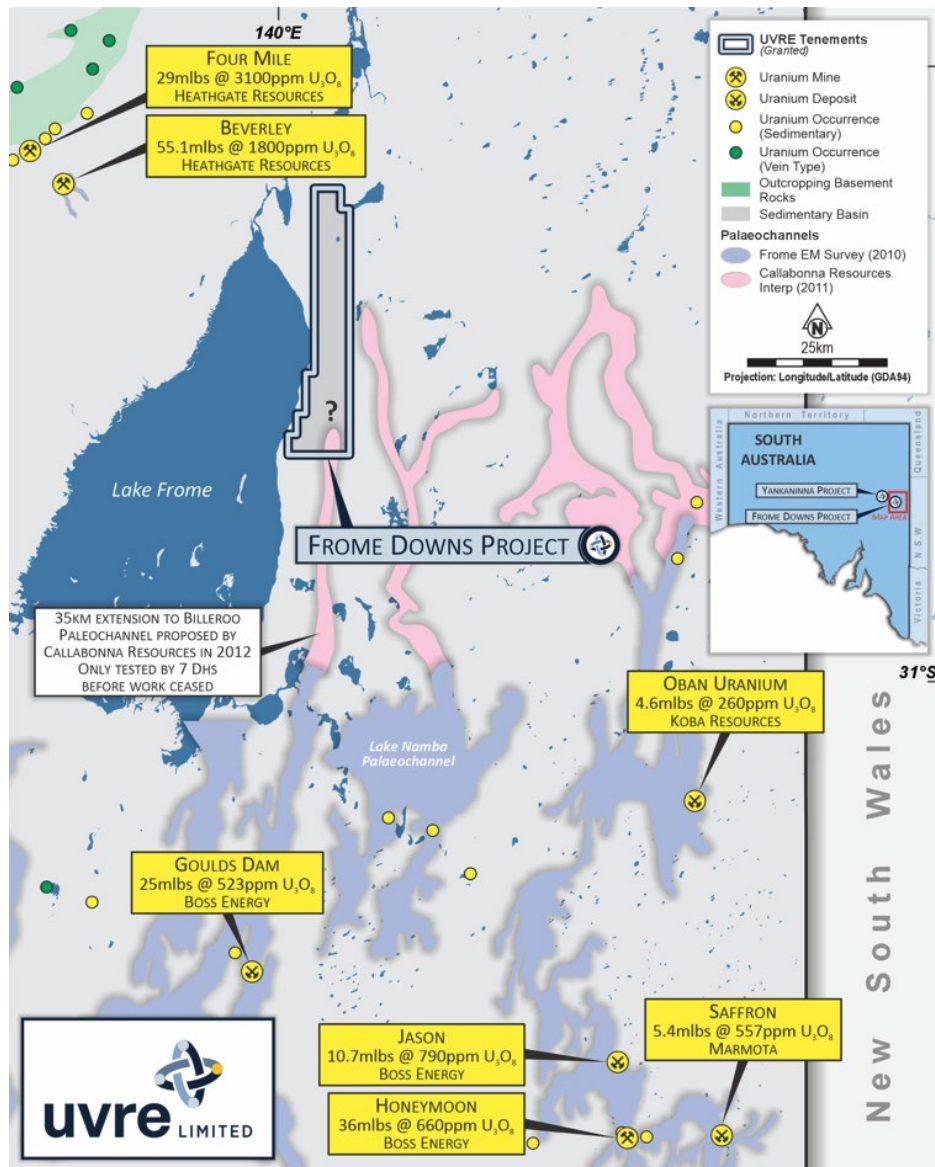 140°E
FOUR MILE
29mlbs @ 3100ppm U₃O₈
HEATHGATE RESOURCES
BEVERLEY
55.1mlbs @ 1800ppm U₃O₈
HEATHGATE RESOURCES
UVRE Tenements
(Granted)
Uranium Mine
Uranium Deposit
Uranium Occurrence
(Sedimentary)
Uranium Occurrence
(Vein Type)
Outcropping Basement
Rocks
Sedimentary Basin
Palaeochannels
Frome EM Survey (2010)
Callabonna Resources
Interp (2011)
N
25km
Projection: Longitude/Latitude (GDA94)
Northern Territory
Western Australia
SOUTH
AUSTRALIA
Queensland
YANKANINNA PROJECT
FROME DOWNS PROJECT
MAP AREA
N.S.W
Victoria
?
Lake Frome
FROME DOWNS PROJECT
35KM EXTENSION TO BILLEROO
PALEOCHANNEL PROPOSED BY
CALLABONNA RESOURCES IN 2012
ONLY TESTED BY 7 DHS
BEFORE WORK CEASED
31°S
OBAN URANIUM
4.6mlbs @ 260ppm U₃O₈
KOBA RESOURCES
Lake Namba
Palaeochannel
New South Wales
GOULDS DAM
25mlbs @ 523ppm U₃O₈
BOSS ENERGY
JASON
10.7mlbs @ 790ppm U₃O₈
BOSS ENERGY
SAFFRON
5.4mlbs @ 557ppm U₃O₈
MARMOTA
HONEYMOON
36mlbs @ 660ppm U₃O₈
BOSS ENERGY
uvre LIMITED